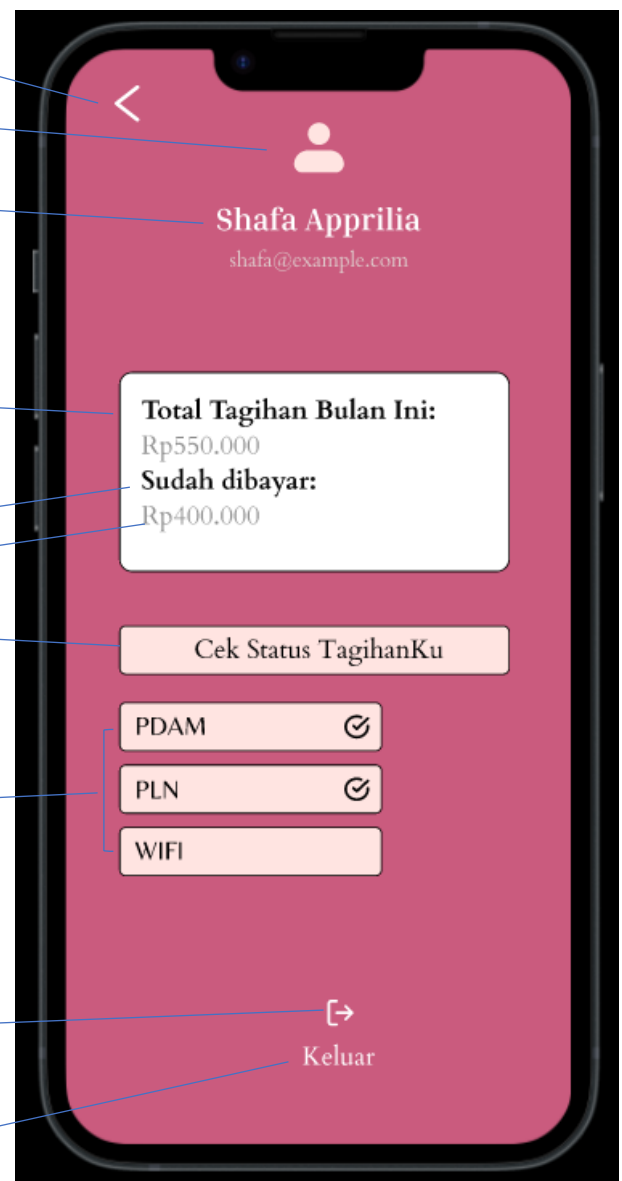 Shafa Apprilia
shafa@example.com
Total Tagihan Bulan Ini:
Rp550.000
Sudah dibayar:
Rp400.000
Cek Status TagihanKu
PDAM
PLN
WIFI
Keluar